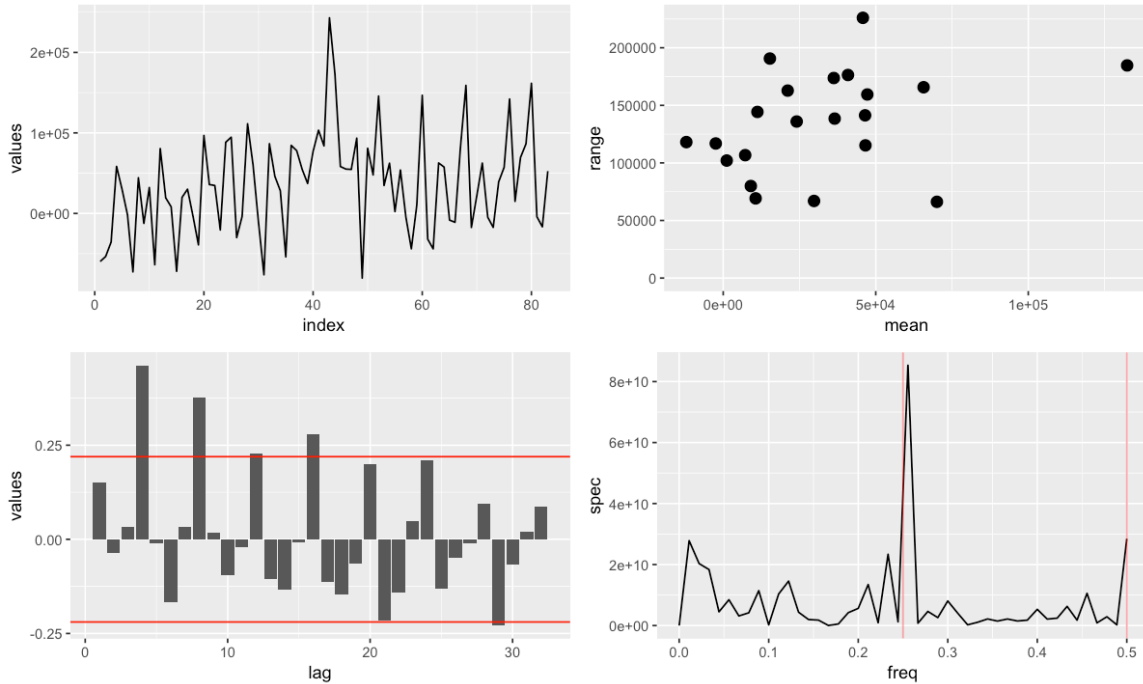 2e+05
1e+05
0e+00
values
0
20
40
60
80
index
200000
150000
100000
50000
0
range
0e+00
5e+04
1e+05
mean
0.25
0.00
-0.25
values
0
10
20
30
lag
8e+10
6e+10
4e+10
2e+10
0e+00
spec
0.0
0.1
0.2
0.3
0.4
0.5
freq